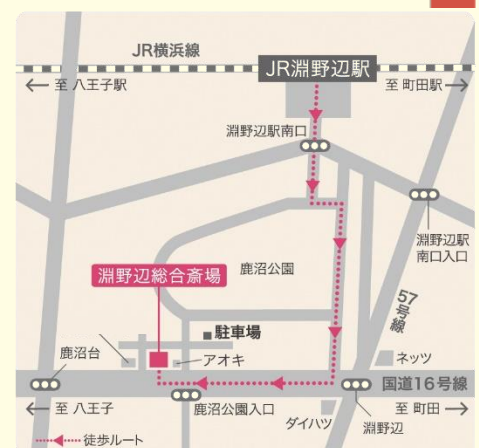 JR横浜線
JR淵野辺駅
← 至 八王子駅
至 町田駅→
淵野辺駅南口
淵野辺駅
南口入口
鹿沼公園
淵野辺総合斎場
57号線
■駐車場
鹿沼台
アオキ
ネッツ
国道16号線
← 至 八王子
鹿沼公園入口
ダイハツ
淵野辺
至 町田 →
徒歩ルート